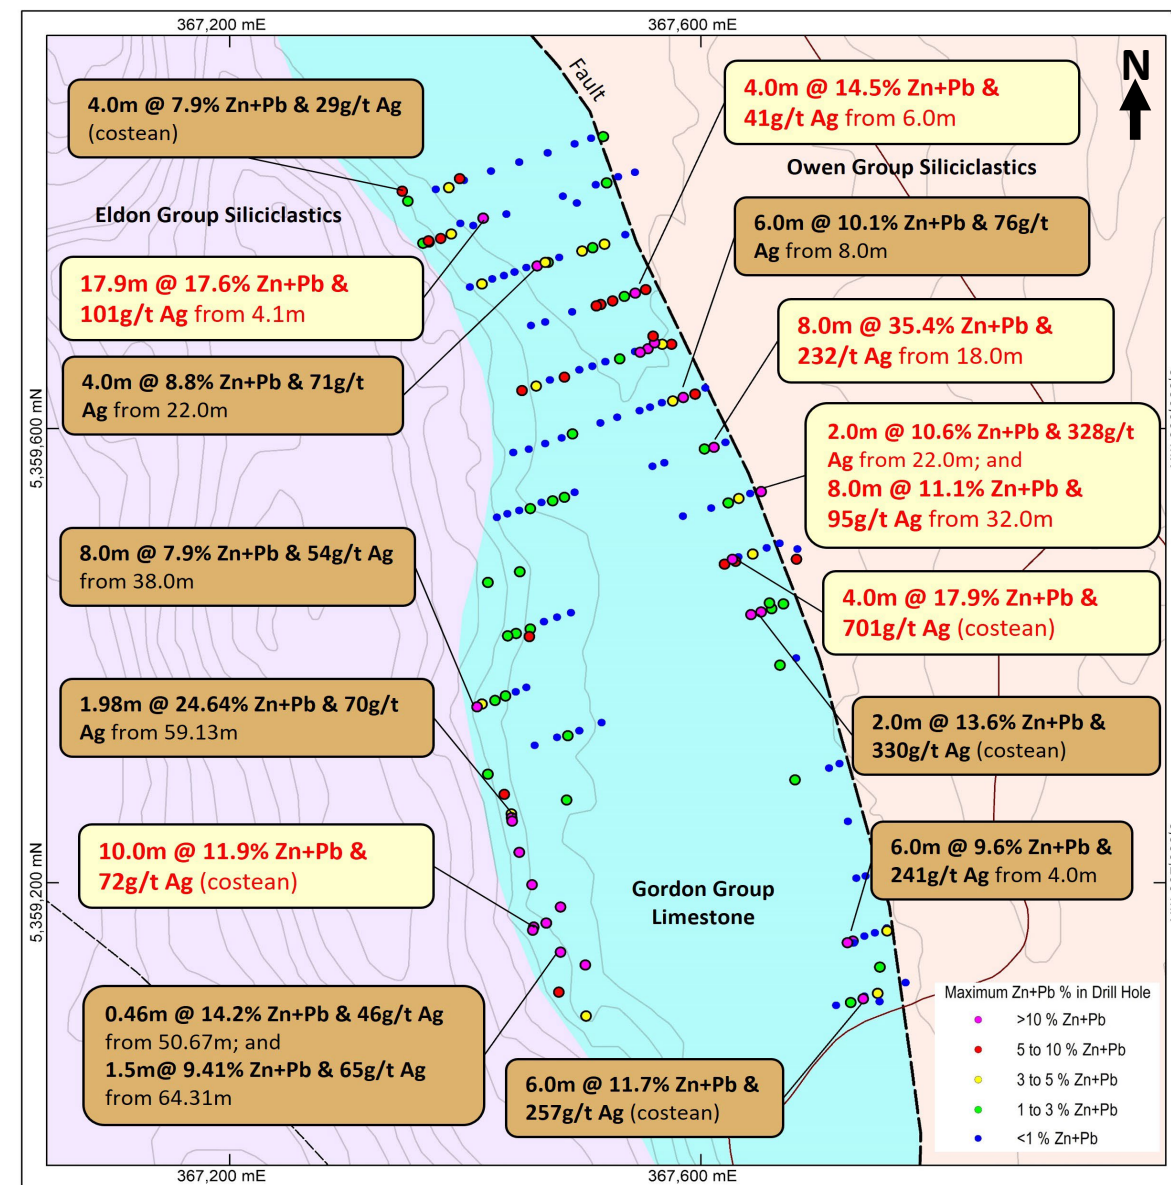 367,200 mE
367,600 mE
Fault
N
4.0m @ 7.9% Zn+Pb & 29g/t Ag
(costean)
4.0m @ 14.5% Zn+Pb &
41g/t Ag from 6.0m
Owen Group Siliciclastics
Eldon Group Siliciclastics
6.0m @ 10.1% Zn+Pb & 76g/t
Ag from 8.0m
17.9m @ 17.6% Zn+Pb &
101g/t Ag from 4.1m
8.0m @ 35.4% Zn+Pb &
232/t Ag from 18.0m
4.0m @ 8.8% Zn+Pb & 71g/t
Ag from 22.0m
5,359,600 mN
2.0m @ 10.6% Zn+Pb & 328g/t
Ag from 22.0m; and
8.0m @ 11.1% Zn+Pb &
95g/t Ag from 32.0m
8.0m @ 7.9% Zn+Pb & 54g/t Ag
from 38.0m
4.0m @ 17.9% Zn+Pb &
701g/t Ag (costean)
1.98m @ 24.64% Zn+Pb & 70g/t
Ag from 59.13m
2.0m @ 13.6% Zn+Pb &
330g/t Ag (costean)
10.0m @ 11.9% Zn+Pb &
72g/t Ag (costean)
6.0m @ 9.6% Zn+Pb &
241g/t Ag from 4.0m
5,359,200 mN
Gordon Group
Limestone
0.46m @ 14.2% Zn+Pb & 46g/t Ag
from 50.67m; and
1.5m@ 9.41% Zn+Pb & 65g/t Ag
from 64.31m
6.0m @ 11.7% Zn+Pb &
257g/t Ag (costean)
Maximum Zn+Pb % in Drill Hole
>10 % Zn+Pb
5 to 10 % Zn+Pb
3 to 5 % Zn+Pb
1 to 3 % Zn+Pb
<1 % Zn+Pb
367,200 mE
367,600 mE